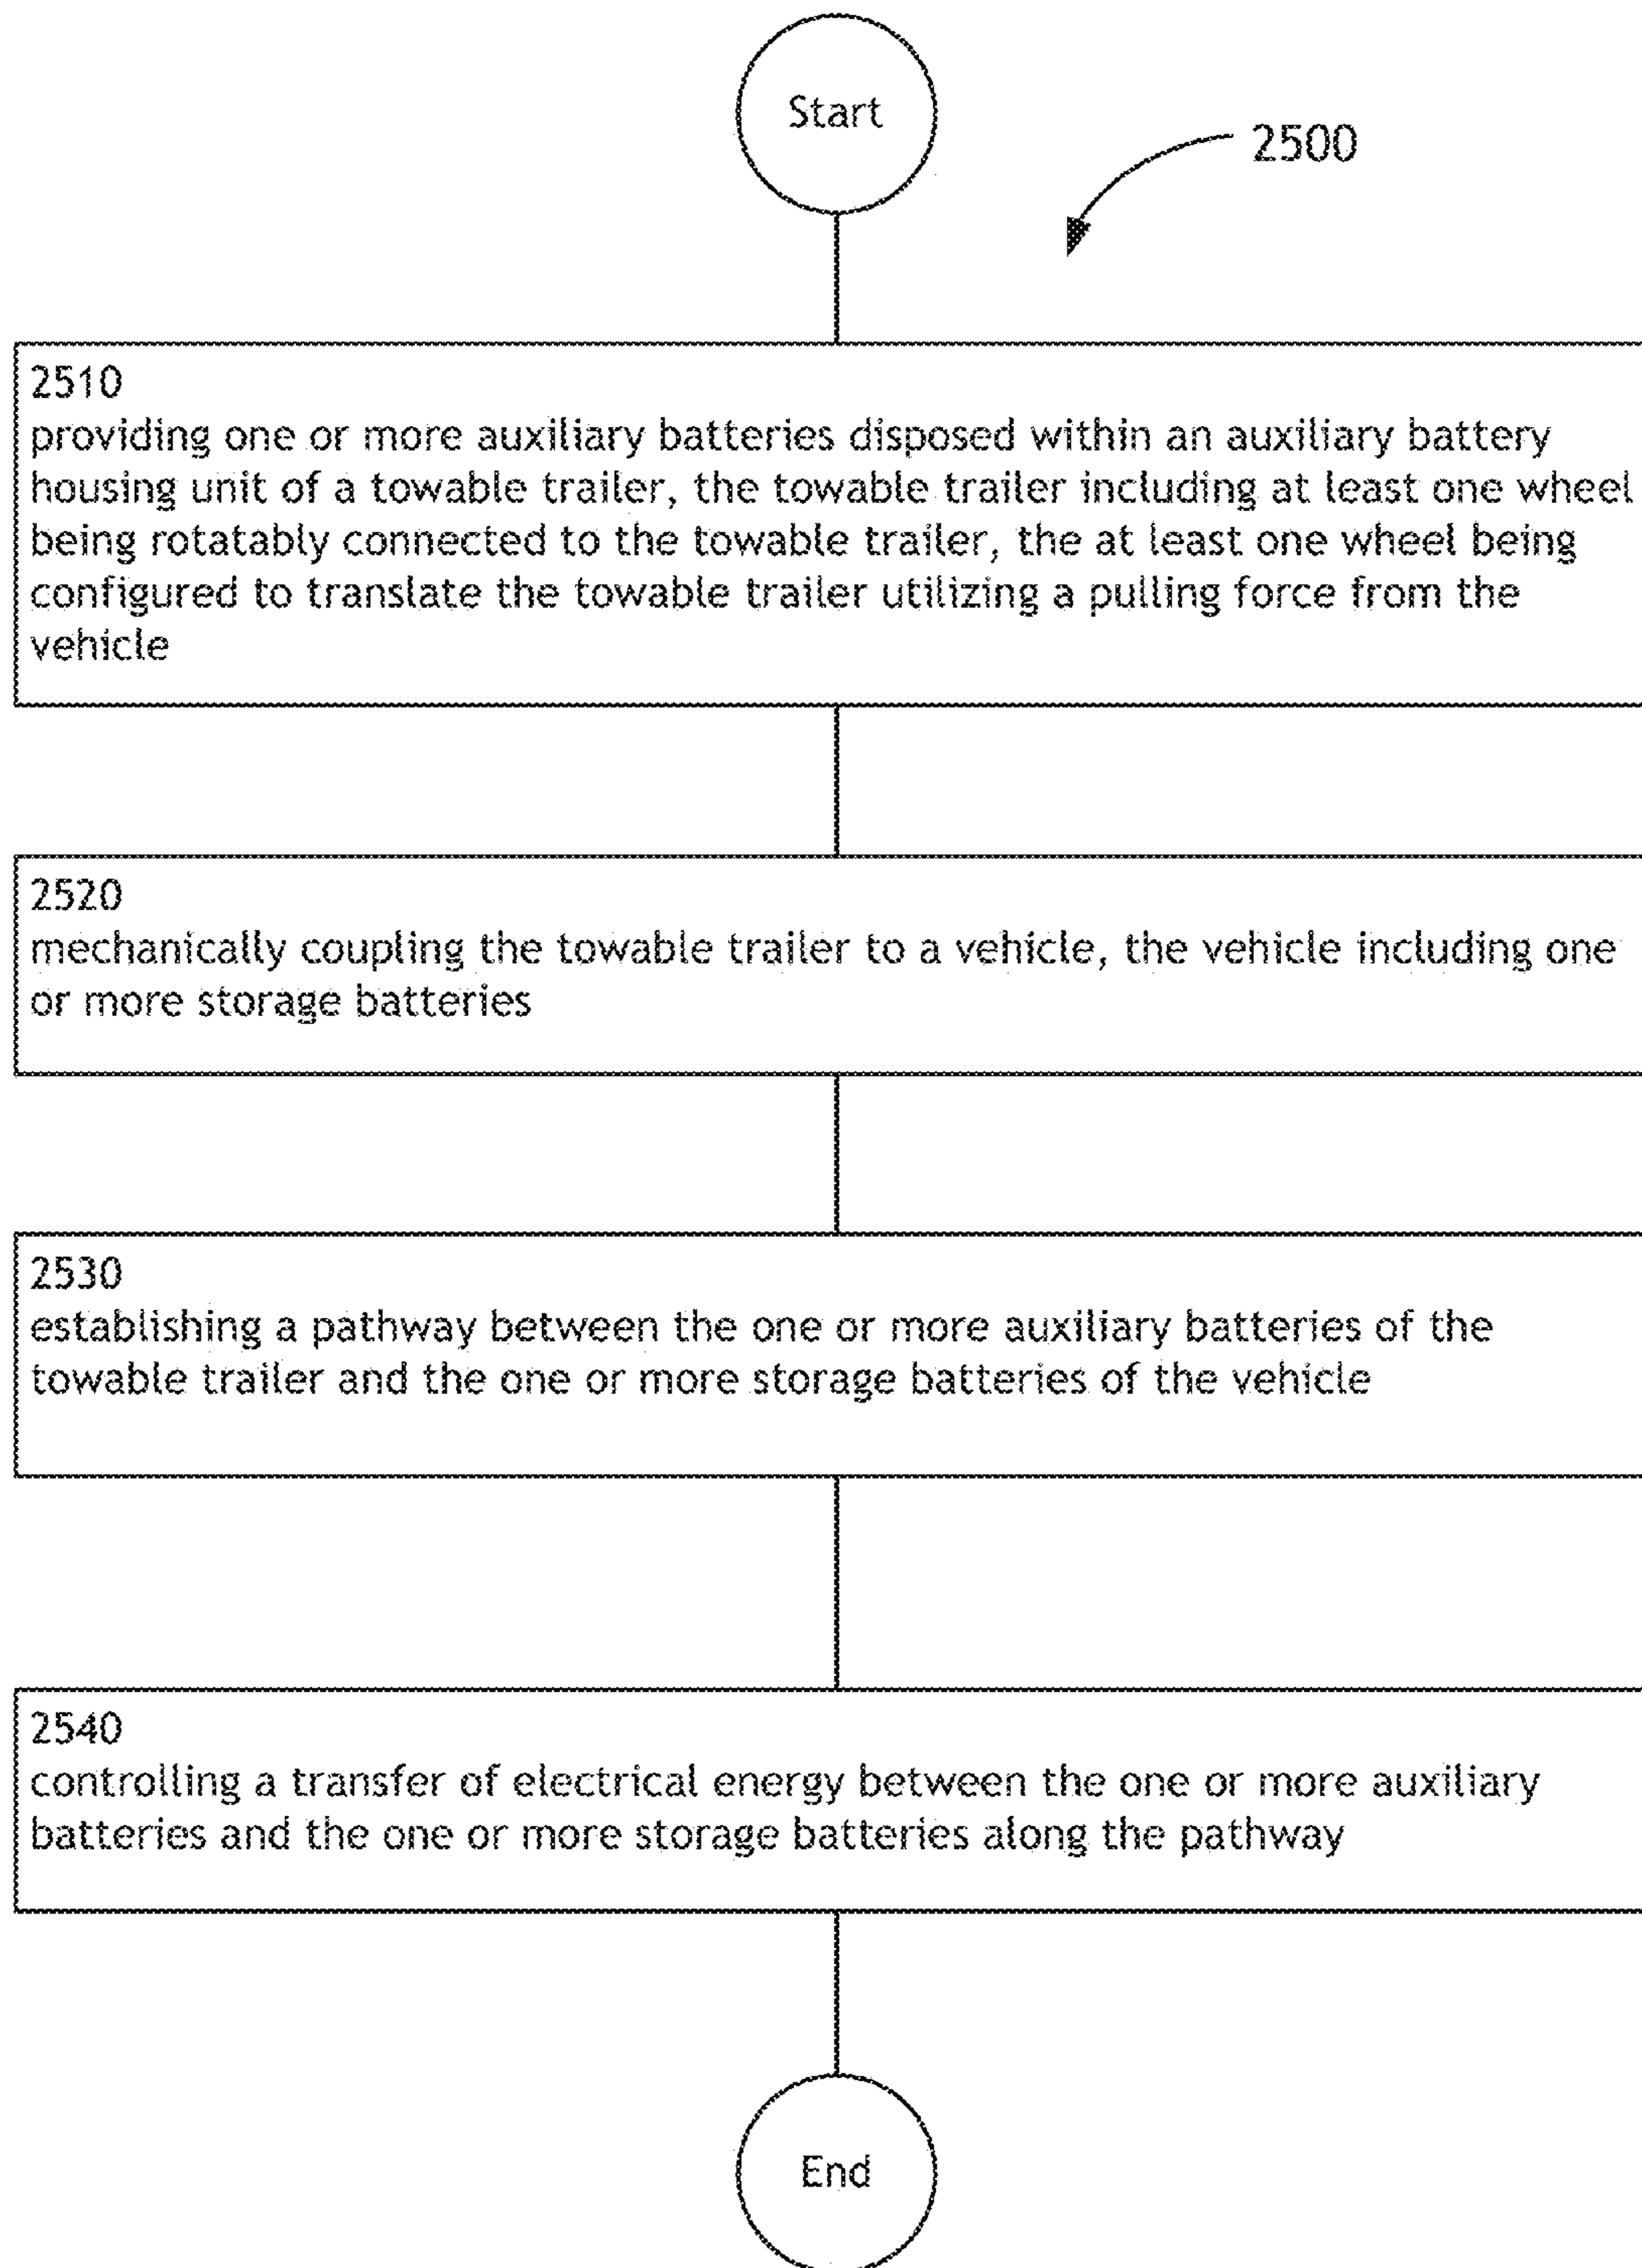 Start
2500
2510
providing one or more auxiliary batteries disposed within an auxiliary battery
housing unit of a towable trailer, the towable trailer including at least one wheel
being rotatably connected to the towable trailer, the at least one wheel being
configured to translate the towable trailer utilizing a pulling force from the
vehicle
2520
mechanically coupling the towable trailer to a vehicle, the vehicle including one
or more storage batteries
2530
establishing a pathway between the one or more auxiliary batteries of the
towable trailer and the one or more storage batteries of the vehicle
2540
controlling a transfer of electrical energy between the one or more auxiliary
batteries and the one or more storage batteries along the pathway
End